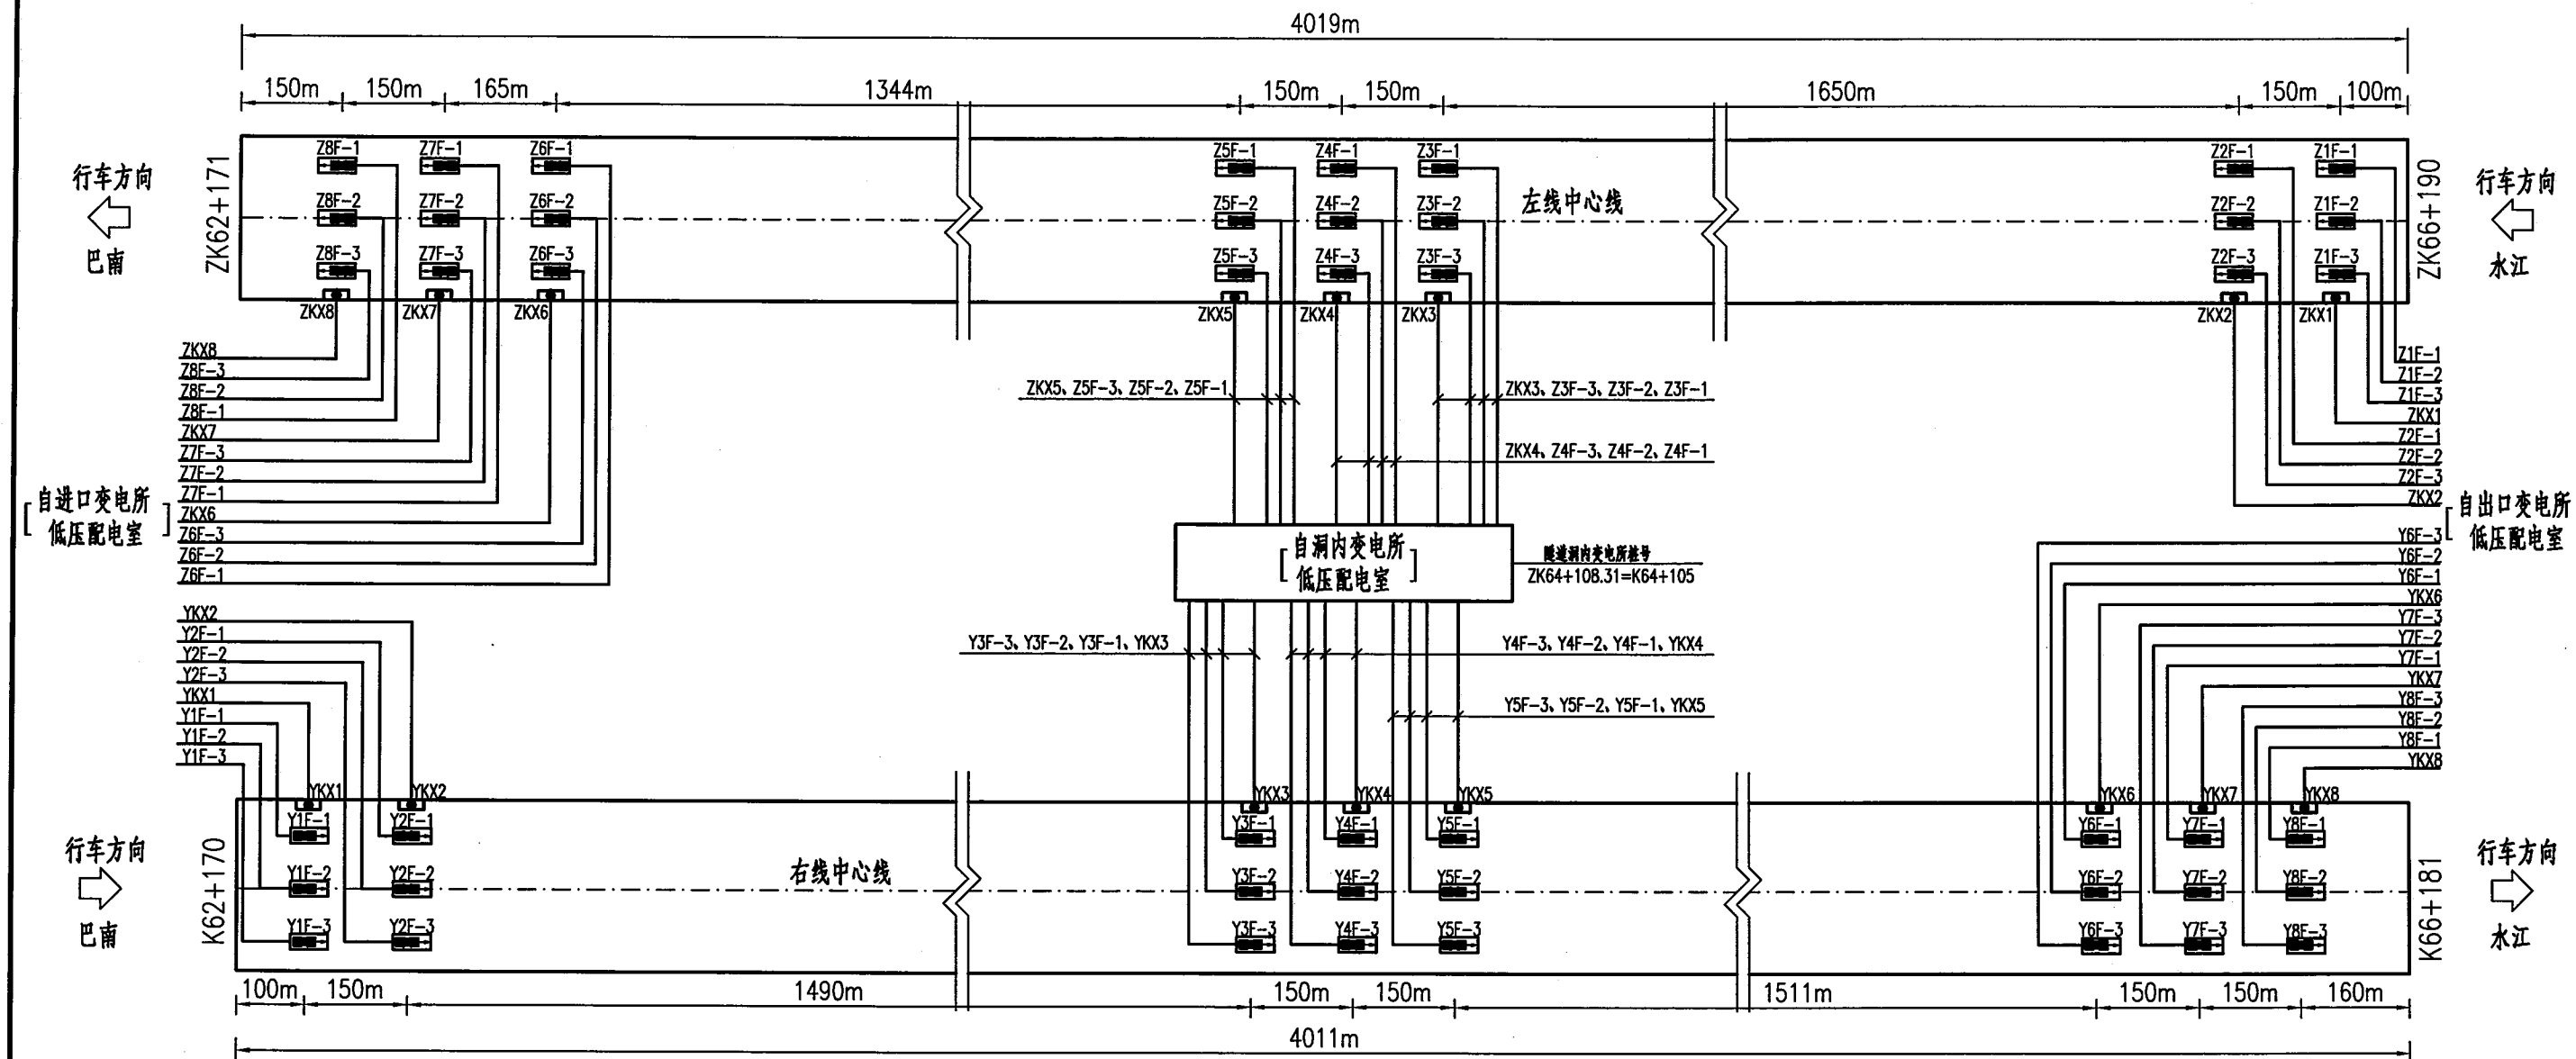 4019m
150m
150m
165m
1344m
150m
150m
1650m
150m
100m
行车方向
巴南
ZK62+171
Z8F-1
Z7F-1
Z6F-1
Z5F-1
Z4F-1
Z3F-1
Z2F-1
Z1F-1
Z8F-2
Z7F-2
Z6F-2
Z5F-2
Z4F-2
Z3F-2
左线中心线
Z2F-2
Z1F-2
Z8F-3
Z7F-3
Z6F-3
Z5F-3
Z4F-3
Z3F-3
Z2F-3
Z1F-3
ZKX8
ZKX7
ZKX6
ZKX5
ZKX4
ZKX3
ZKX2
ZKX1
ZK66+190
行车方向
水江
ZKX8
Z8F-3
Z8F-2
Z8F-1
ZKX7
Z7F-3
Z7F-2
Z7F-1
ZKX6
Z6F-3
Z6F-2
Z6F-1
自进口变电所
低压配电室
ZKX5、Z5F-3、Z5F-2、Z5F-1
ZKX3、Z3F-3、Z3F-2、Z3F-1
ZKX4、Z4F-3、Z4F-2、Z4F-1
Z1F-1
Z1F-2
Z1F-3
ZKX1
Z2F-1
Z2F-2
Z2F-3
ZKX2
自出口变电所
低压配电室
自洞内变电所
低压配电室
隧道洞内变电所桩号
ZK64+108.31=K64+105
YKX2
Y2F-1
Y2F-2
Y2F-3
YKX1
Y1F-1
Y1F-2
Y1F-3
Y3F-3、Y3F-2、Y3F-1、YKX3
Y4F-3、Y4F-2、Y4F-1、YKX4
Y5F-3、Y5F-2、Y5F-1、YKX5
Y6F-3
Y6F-2
Y6F-1
YKX6
Y7F-3
Y7F-2
Y7F-1
YKX7
Y8F-3
Y8F-2
Y8F-1
YKX8
行车方向
巴南
K62+170
YKX1
YKX2
YKX3
YKX4
YKX5
YKX6
YKX7
YKX8
Y1F-1
Y2F-1
Y3F-1
Y4F-1
Y5F-1
Y6F-1
Y7F-1
Y8F-1
Y1F-2
Y2F-2
右线中心线
Y3F-2
Y4F-2
Y5F-2
Y6F-2
Y7F-2
Y8F-2
Y1F-3
Y2F-3
Y3F-3
Y4F-3
Y5F-3
Y6F-3
Y7F-3
Y8F-3
K66+181
行车方向
水江
100m
150m
1490m
150m
150m
1511m
150m
150m
160m
4011m